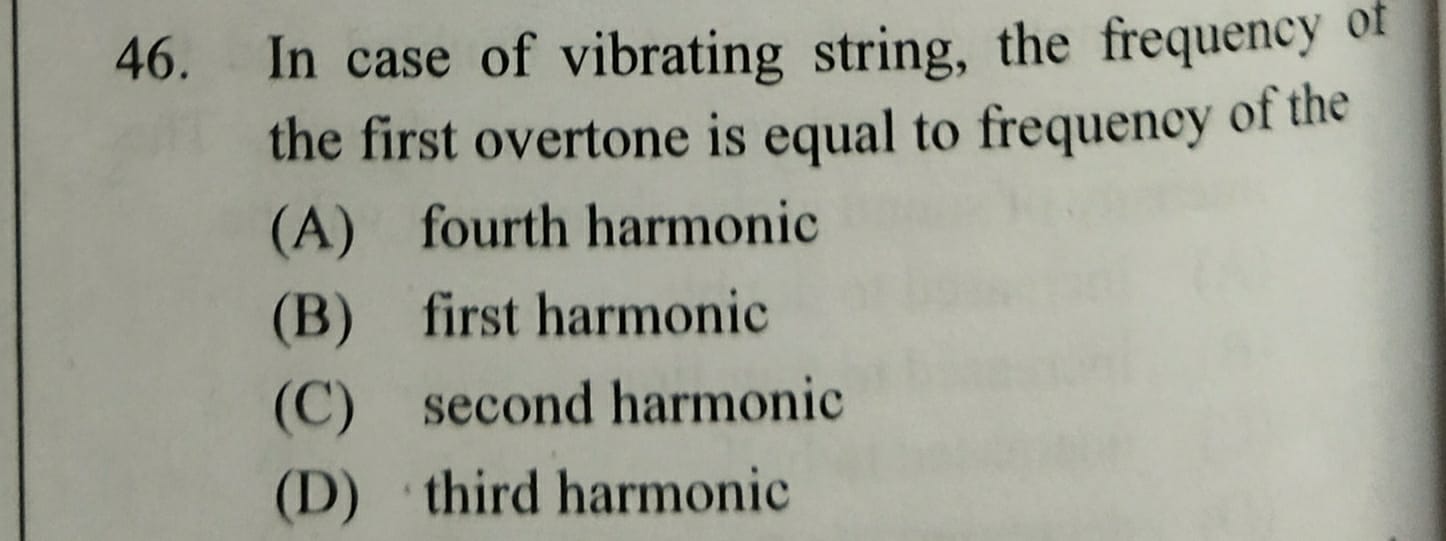 46. In case of vibrating string, the frequency of
the first overtone is equal to frequency of the
(A) fourth harmonic
(B) first harmonic
(C) second harmonic
(D) third harmonic